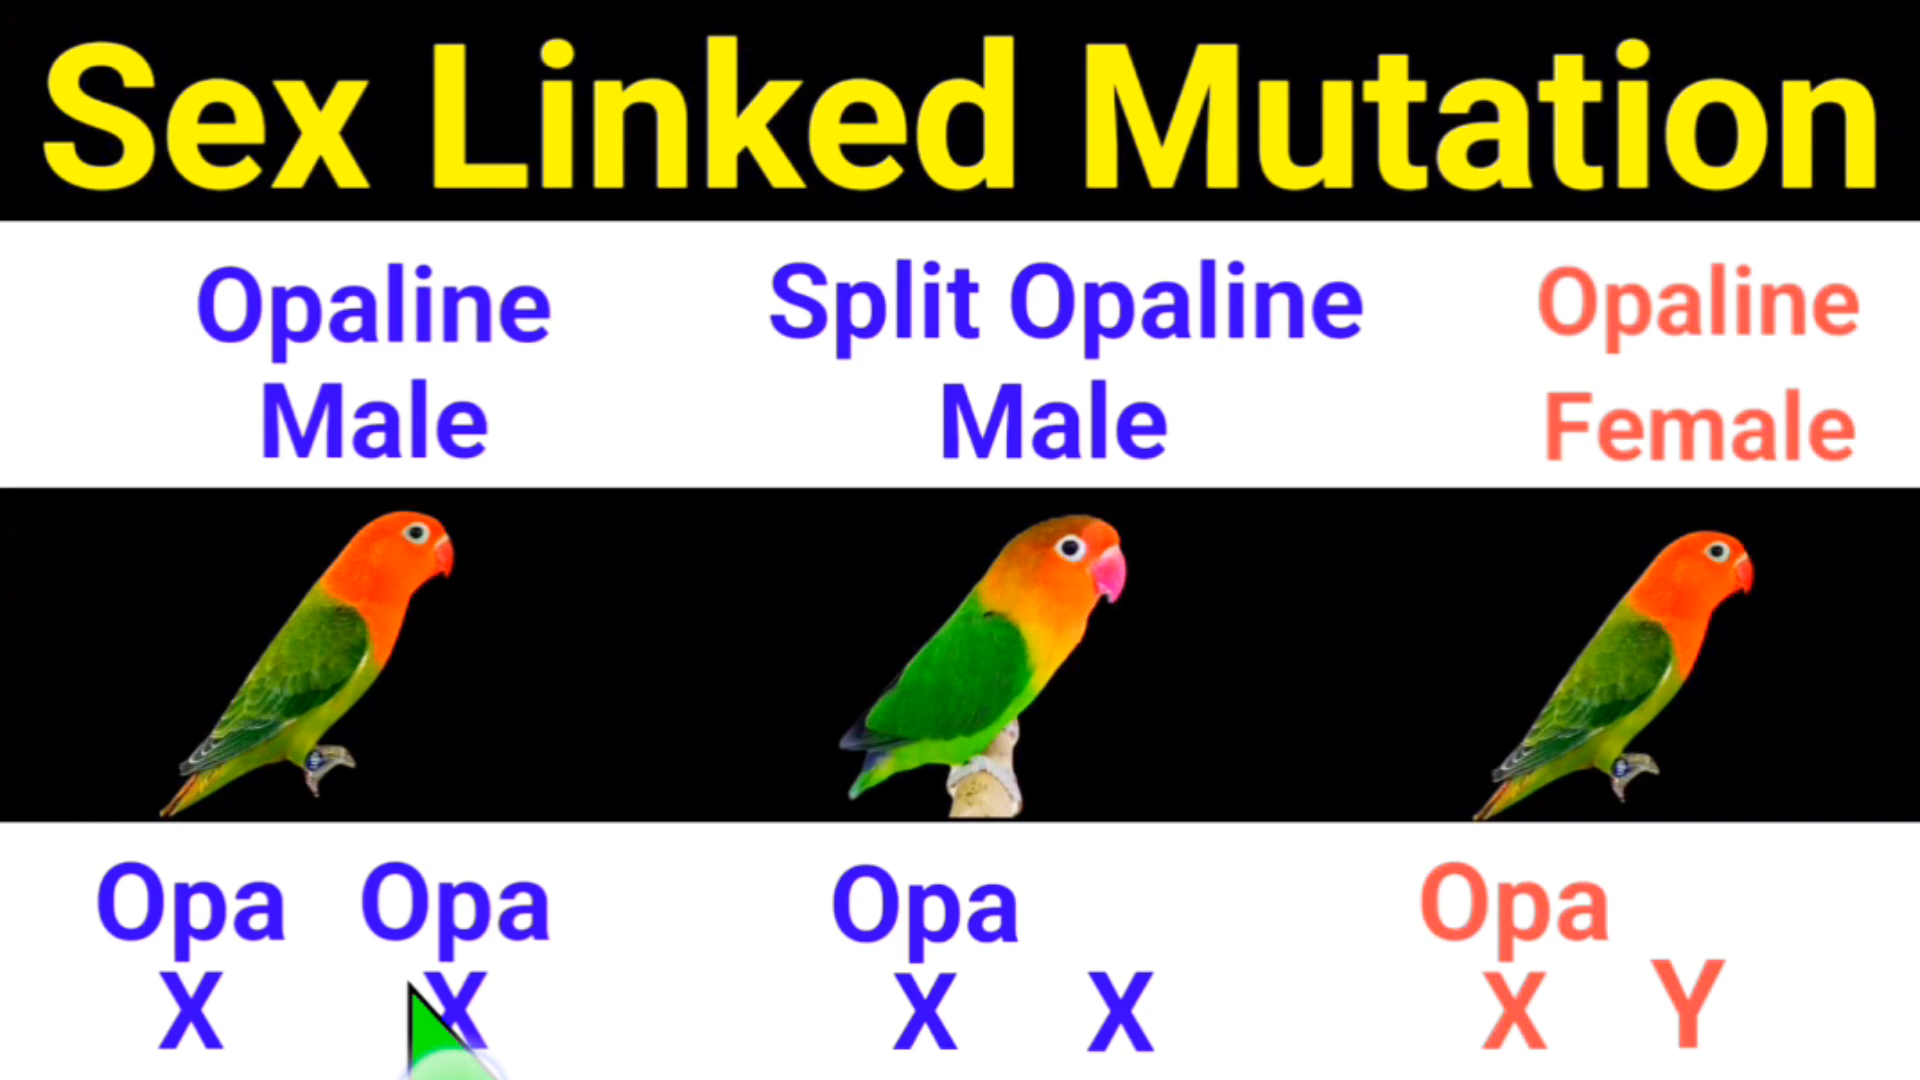 Sex Linked Mutation
Opaline Split Opaline Opaline
Male Male Female
Opa Opa Opa Opa
X X X X X Y